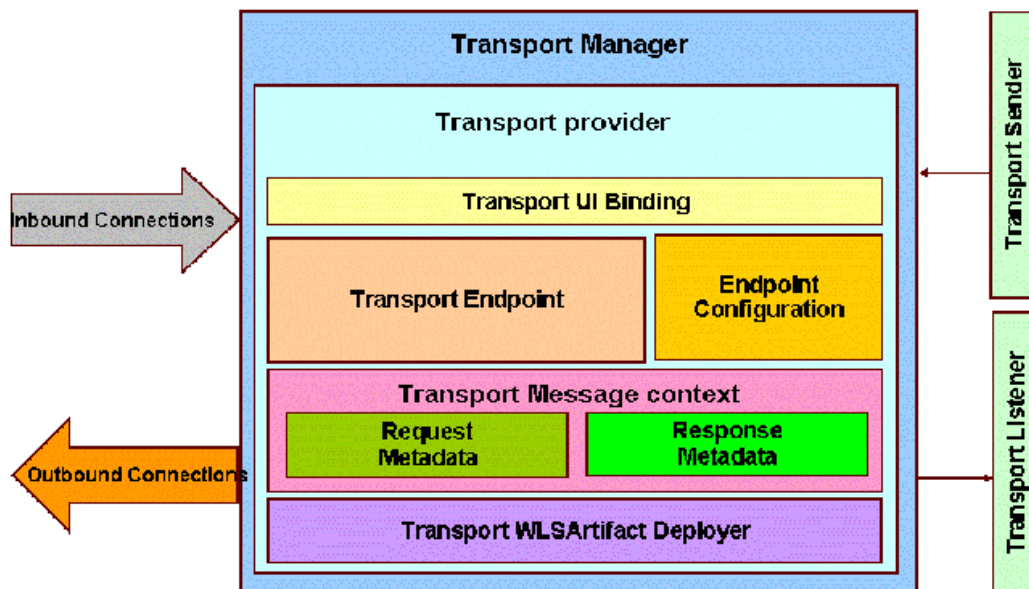 Transport Manager
Transport provider
Transport UI Binding
Inbound Connections
Transport Endpoint
Endpoint
Configuration
Transport Message context
Request
Metadata
Response
Metadata
Outbound Connections
Transport WLSArtifact Deployer
Transport Sender
Transport Listener